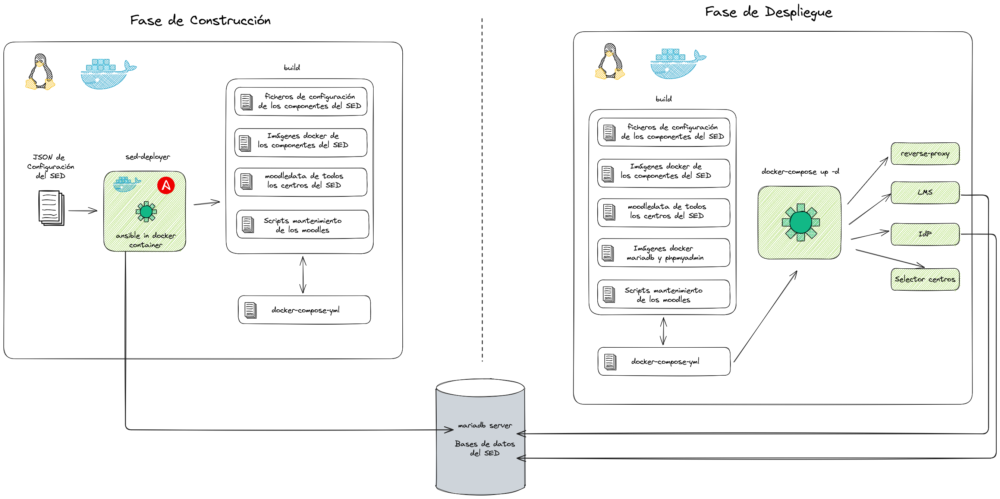 Fase de Construcción
build
ficheros de configuración
de los componentes del SED
Imágenes docker de
los componentes del SED
moodledata de todos
los centros del SED
Scripts mantenimiento
de los moodles
JSON de
Configuración
del SED
sed-deployer
ansible in docker
container
docker-compose-yml
Fase de Despliegue
build
ficheros de configuración
de los componentes del SED
Imágenes docker de
los componentes del SED
moodledata de todos
los centros del SED
Imágenes docker
mariadb y phpmyadmin
Scripts mantenimiento
de los moodles
docker-compose-yml
docker-compose up -d
reverse-proxy
LMS
IdP
Selector centros
mariadb server
Bases de datos
del SED